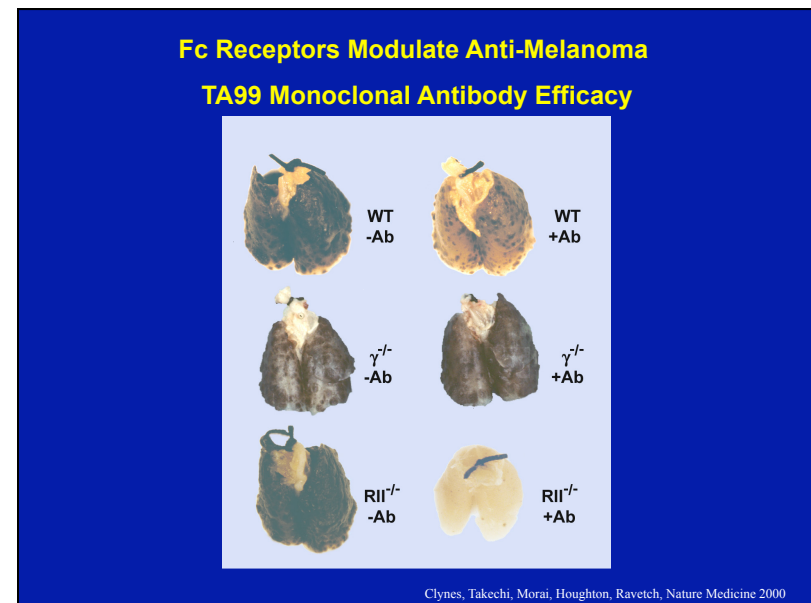 Fc Receptors Modulate Anti-Melanoma
TA99 Monoclonal Antibody Efficacy
WT
-Ab
WT
+Ab
γ-/-
-Ab
γ-/-
+Ab
RII-/-
-Ab
RII-/-
+Ab
Clynes, Takechi, Morai, Houghton, Ravetch, Nature Medicine 2000